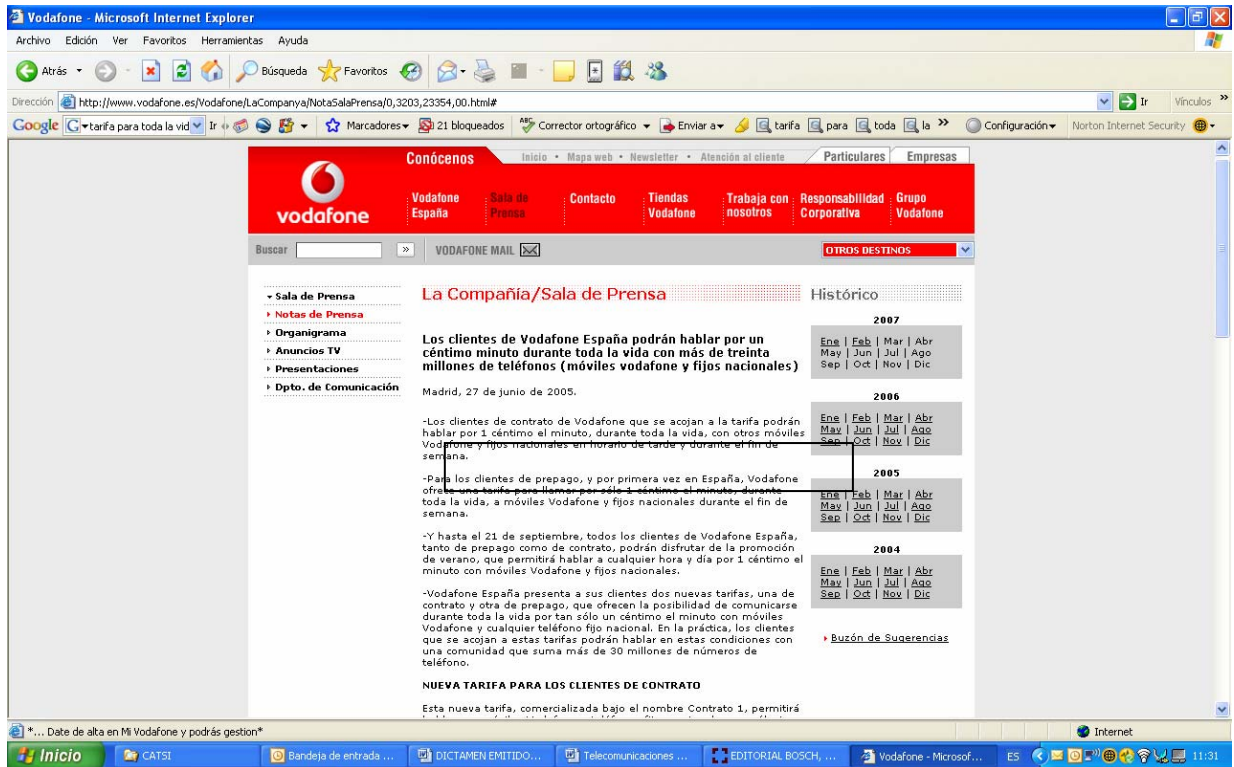 Vodafone - Microsoft Internet Explorer
Archivo Edición Ver Favoritos Herramientas Ayuda
Atrás Búsqueda Favoritos
Dirección http://www.vodafone.es/Vodafone/LaCompanya/NotaSalaPrensa/0,3203,23354,00.html# Ir Vínculos »
Google G tarifa para toda la vid Ir Marcadores 21 bloqueados Corrector ortográfico Enviar a tarifa para toda la » Configuración Norton Internet Security
Conócenos Inicio • Mapa web • Newsletter • Atención al cliente Particulares Empresas
vodafone
Vodafone España
Sala de Prensa
Contacto
Tiendas Vodafone
Trabaja con nosotros
Responsabilidad Corporativa
Grupo Vodafone
Buscar » VODAFONE MAIL OTROS DESTINOS
Sala de Prensa
Notas de Prensa
Organigrama
Anuncios TV
Presentaciones
Dpto. de Comunicación
La Compañía/Sala de Prensa
Los clientes de Vodafone España podrán hablar por un
céntimo minuto durante toda la vida con más de treinta
millones de teléfonos (móviles vodafone y fijos nacionales)
Madrid, 27 de junio de 2005.
-Los clientes de contrato de Vodafone que se acojan a la tarifa podrán
hablar por 1 céntimo el minuto, durante toda la vida, con otros móviles
Vodafone y fijos nacionales en horario de tarde y durante el fin de
semana.
-Para los clientes de prepago, y por primera vez en España, Vodafone
ofrece una tarifa para llamar por sólo 1 céntimo el minuto, durante
toda la vida, a móviles Vodafone y fijos nacionales durante el fin de
semana.
-Y hasta el 21 de septiembre, todos los clientes de Vodafone España,
tanto de prepago como de contrato, podrán disfrutar de la promoción
de verano, que permitirá hablar a cualquier hora y día por 1 céntimo el
minuto con móviles Vodafone y fijos nacionales.
-Vodafone España presenta a sus clientes dos nuevas tarifas, una de
contrato y otra de prepago, que ofrecen la posibilidad de comunicarse
durante toda la vida por tan sólo un céntimo el minuto con móviles
Vodafone y cualquier teléfono fijo nacional. En la práctica, los clientes
que se acojan a estas tarifas podrán hablar en estas condiciones con
una comunidad que suma más de 30 millones de números de
teléfono.
NUEVA TARIFA PARA LOS CLIENTES DE CONTRATO
Esta nueva tarifa, comercializada bajo el nombre Contrato 1, permitirá
Histórico
2007
Ene | Feb | Mar | Abr
May | Jun | Jul | Ago
Sep | Oct | Nov | Dic
2006
Ene | Feb | Mar | Abr
May | Jun | Jul | Ago
Sep | Oct | Nov | Dic
2005
Ene | Feb | Mar | Abr
May | Jun | Jul | Ago
Sep | Oct | Nov | Dic
2004
Ene | Feb | Mar | Abr
May | Jun | Jul | Ago
Sep | Oct | Nov | Dic
Buzón de Sugerencias
*... Date de alta en Mi Vodafone y podrás gestion* Internet
Inicio CATSI Bandeja de entrada ... DICTAMEN EMITIDO... Telecomunicaciones ... EDITORIAL BOSCH, ... Vodafone - Microsof... ES 11:31